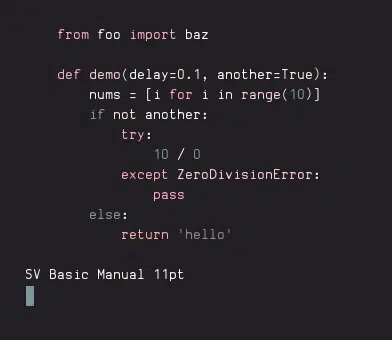 from foo import baz
def demo(delay=0.1, another=True):
nums = [i for i in range(10)]
if not another:
try:
10 / 0
except ZeroDivisionError:
pass
else:
return 'hello'
SV Basic Manual 11pt